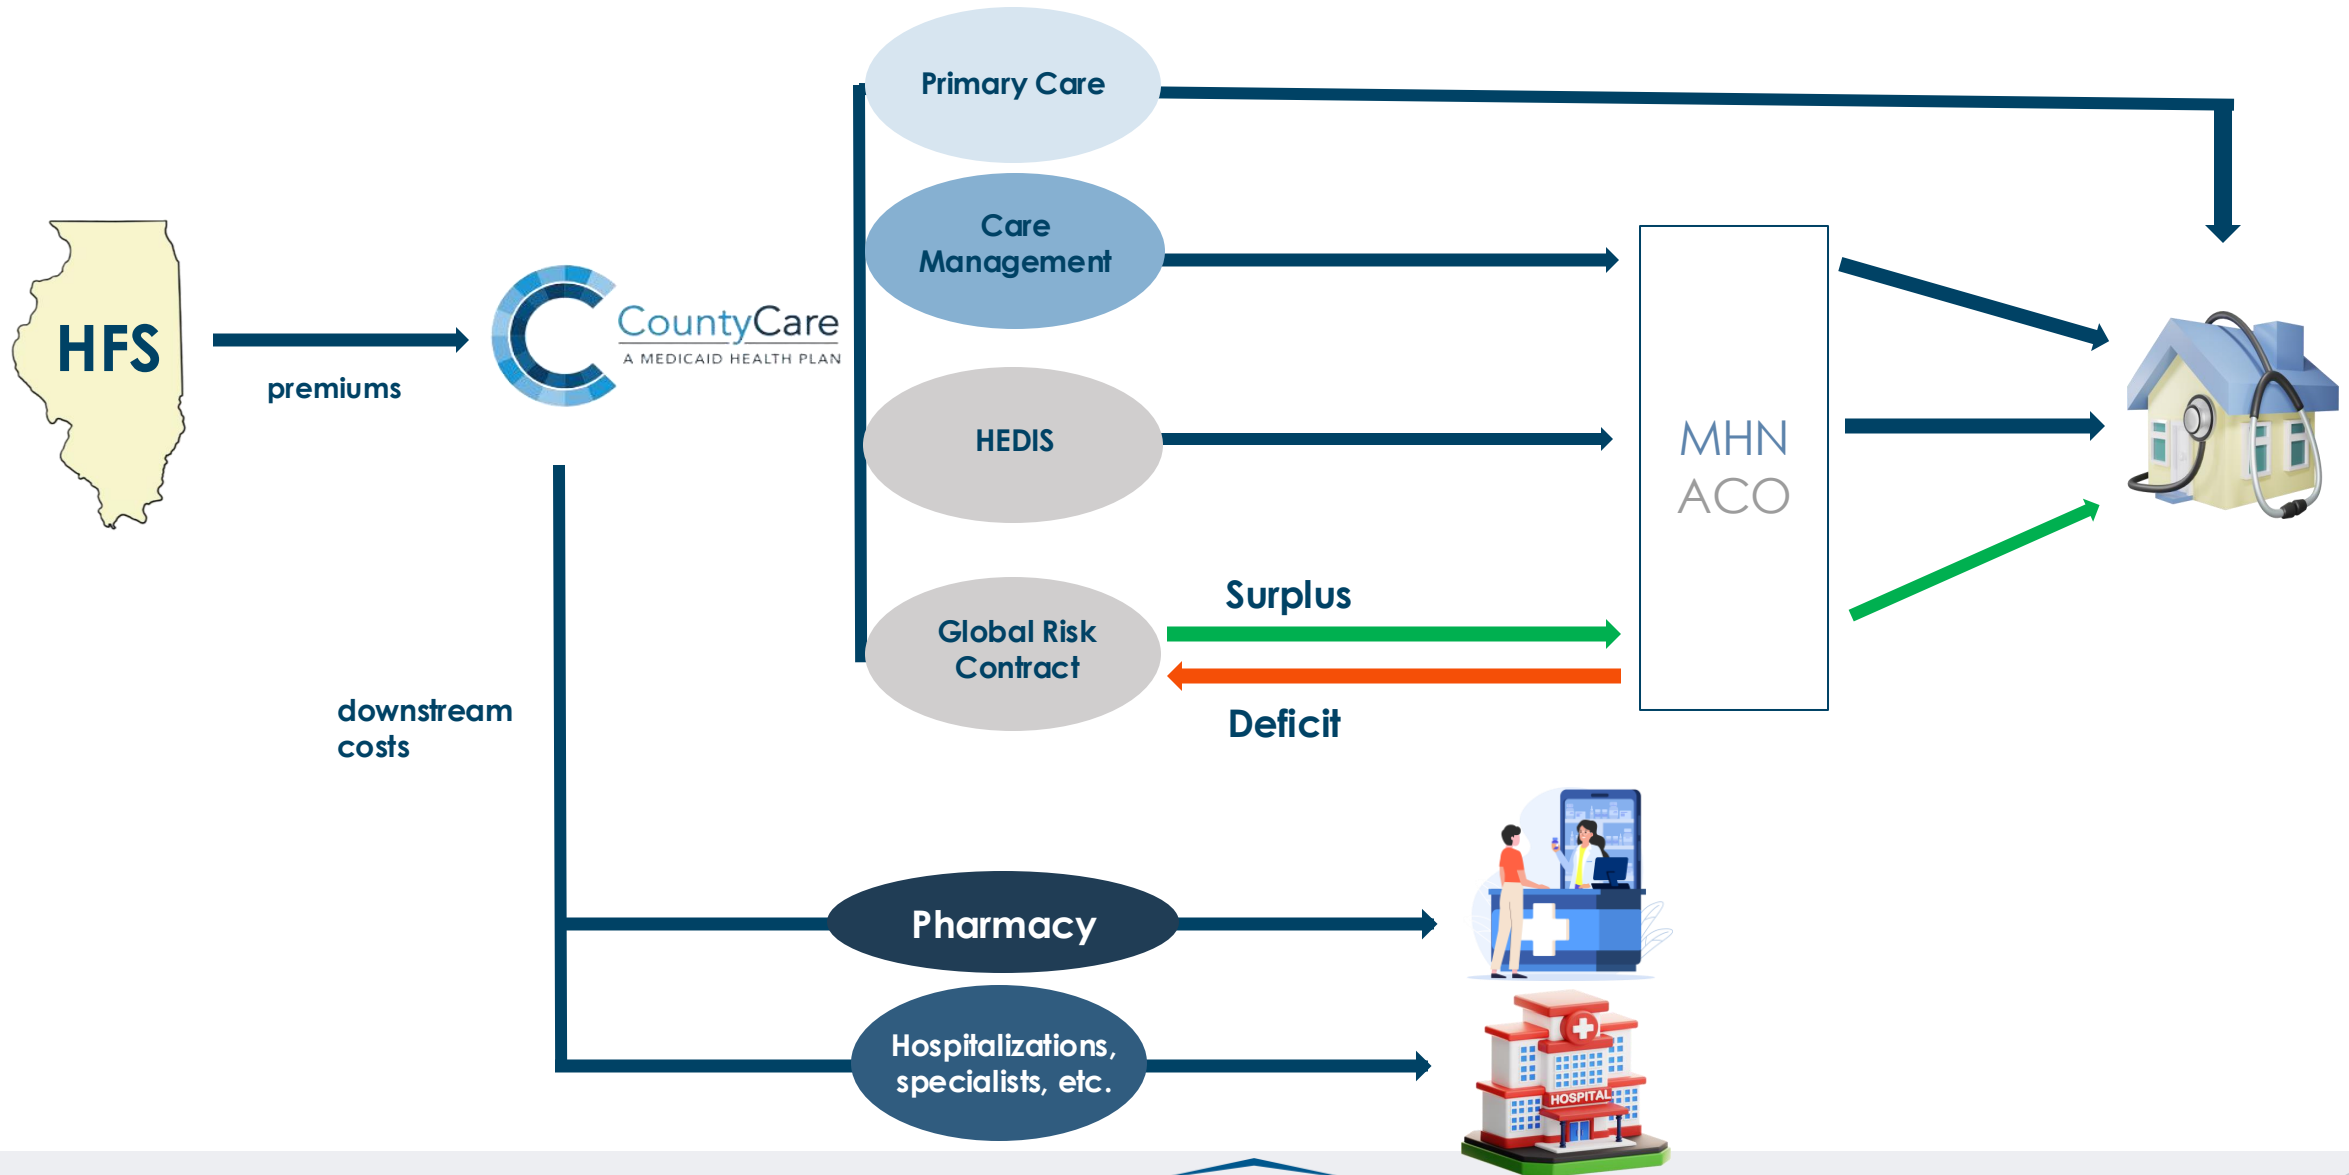 Primary Care
Care
Management
HFS
premiums
CountyCare
A MEDICAID HEALTH PLAN
HEDIS
MHN
ACO
Surplus
Global Risk
Contract
Deficit
downstream
costs
Pharmacy
Hospitalizations,
specialists, etc.
HOSPITAL